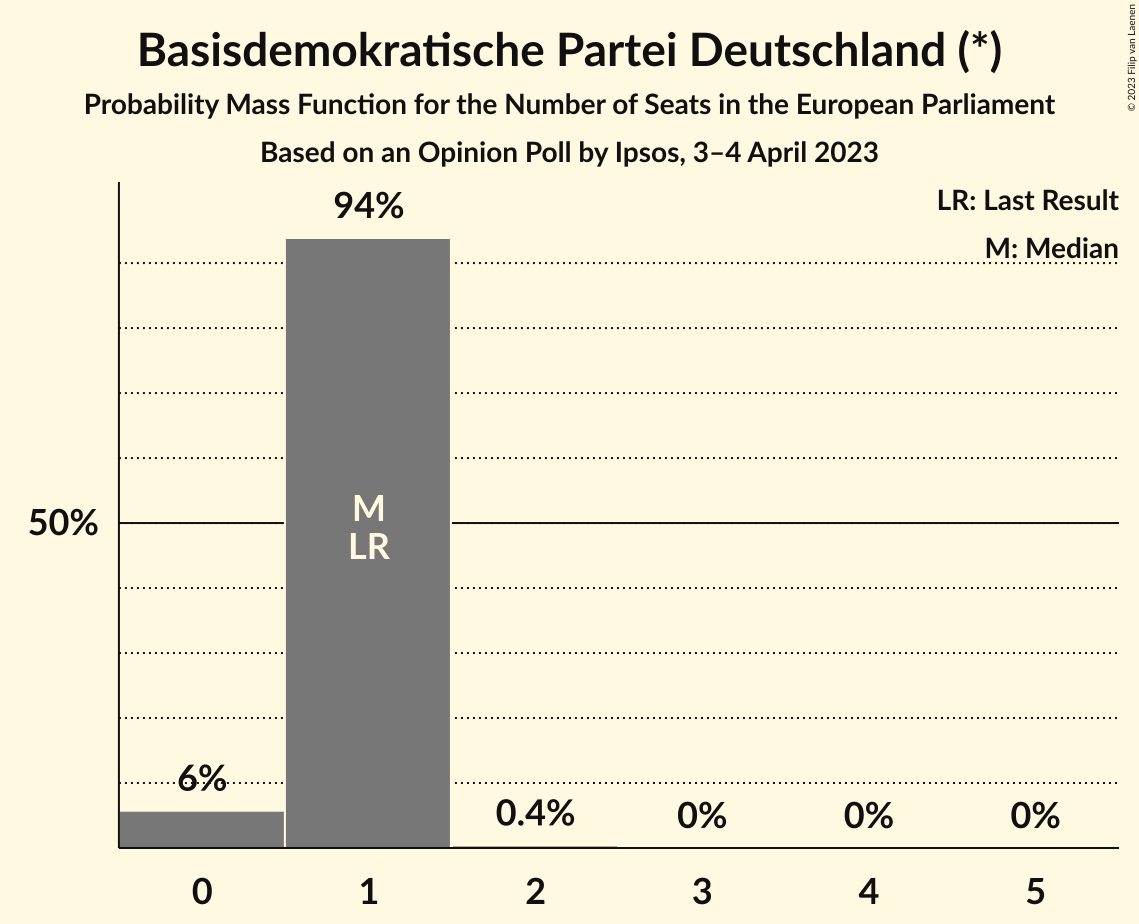 Basisdemokratische Partei Deutschland (*)
Probability Mass Function for the Number of Seats in the European Parliament
Based on an Opinion Poll by Ipsos, 3–4 April 2023
© 2023 Filip van Laenen
LR: Last Result
M: Median
94%
50%
M
LR
6%
0.4%
0%
0%
0%
0 1 2 3 4 5